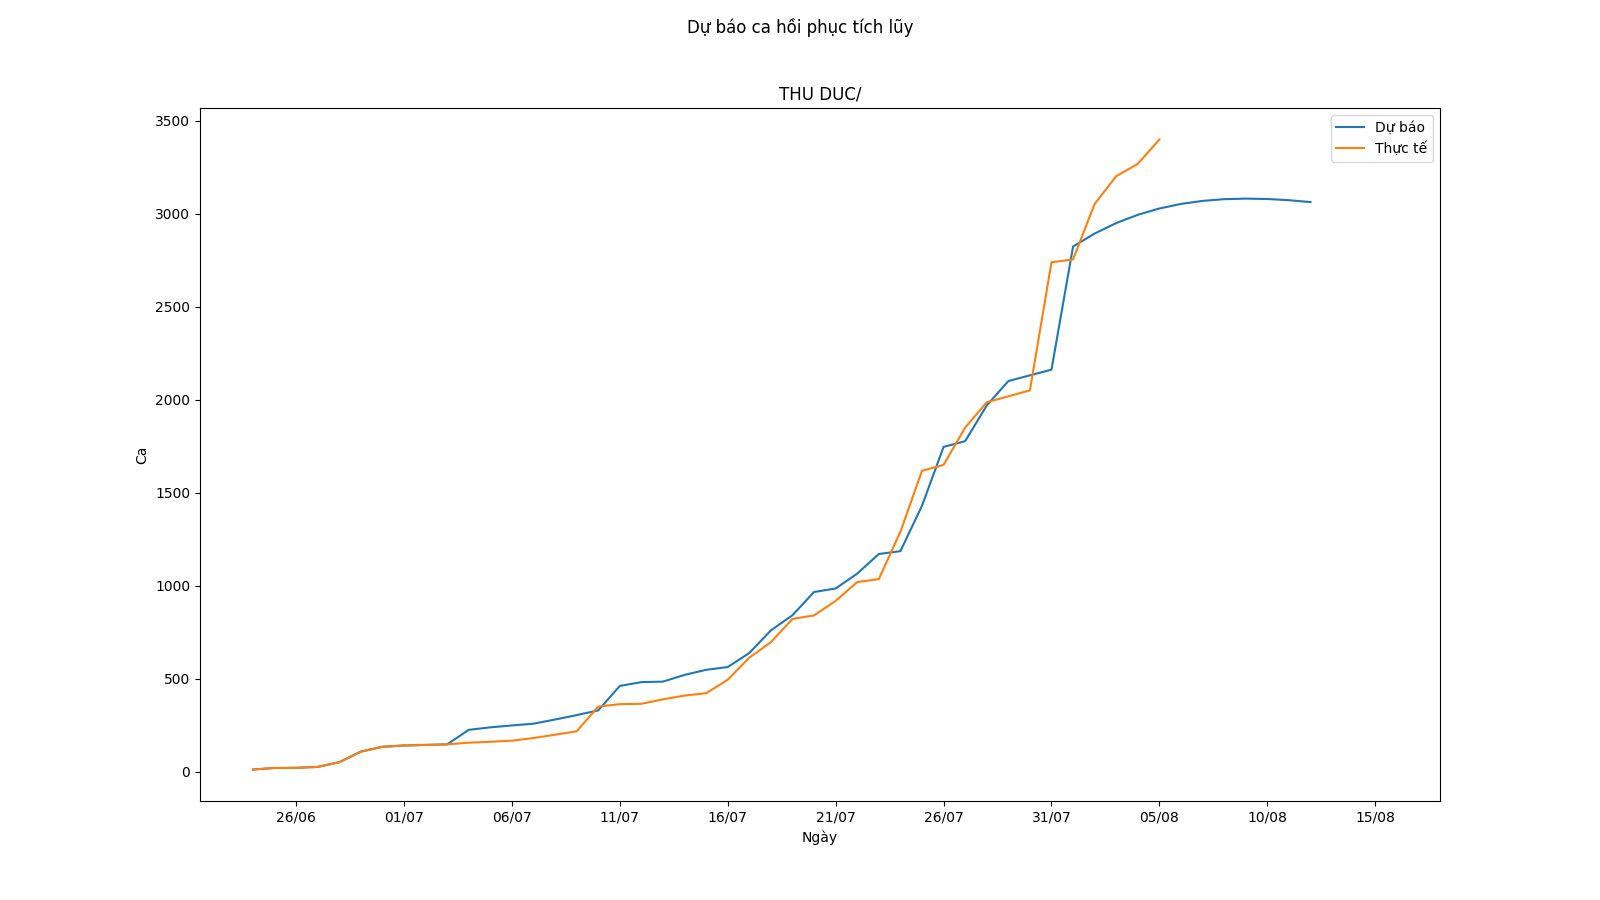 Dự báo ca hồi phục tích lũy
THU DUC/
3500
3000
2500
2000
1500
1000
500
0
Ca
Dự báo
Thực tế
26/06 01/07 06/07 11/07 16/07 21/07 26/07 31/07 05/08 10/08 15/08
Ngày